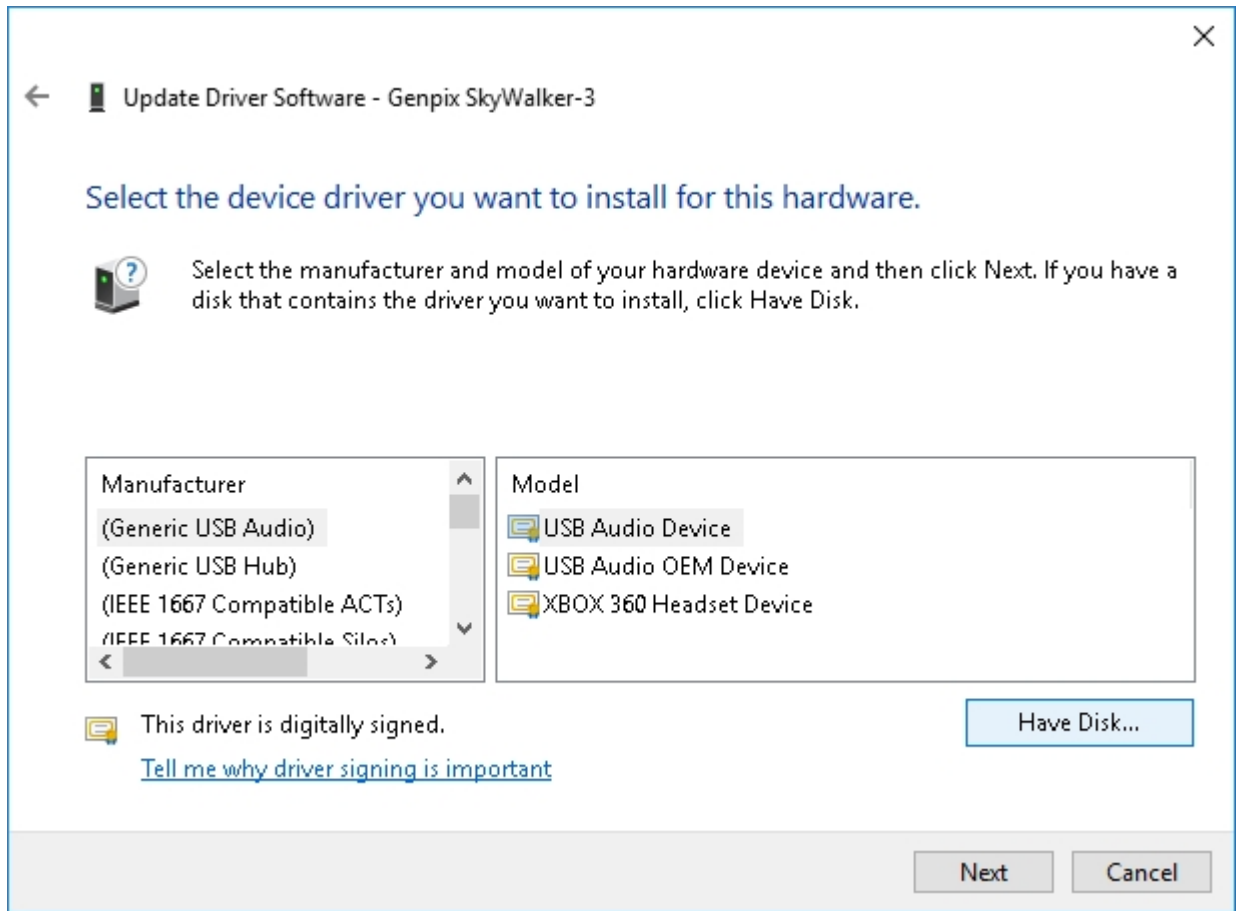 Update Driver Software - Genpix SkyWalker-3
Select the device driver you want to install for this hardware.
Select the manufacturer and model of your hardware device and then click Next. If you have a
disk that contains the driver you want to install, click Have Disk.
Manufacturer
(Generic USB Audio)
(Generic USB Hub)
(IEEE 1667 Compatible ACTs)
(IEEE 1667 Compatible Silos)
Model
USB Audio Device
USB Audio OEM Device
XBOX 360 Headset Device
This driver is digitally signed.
Tell me why driver signing is important
Have Disk...
Next
Cancel